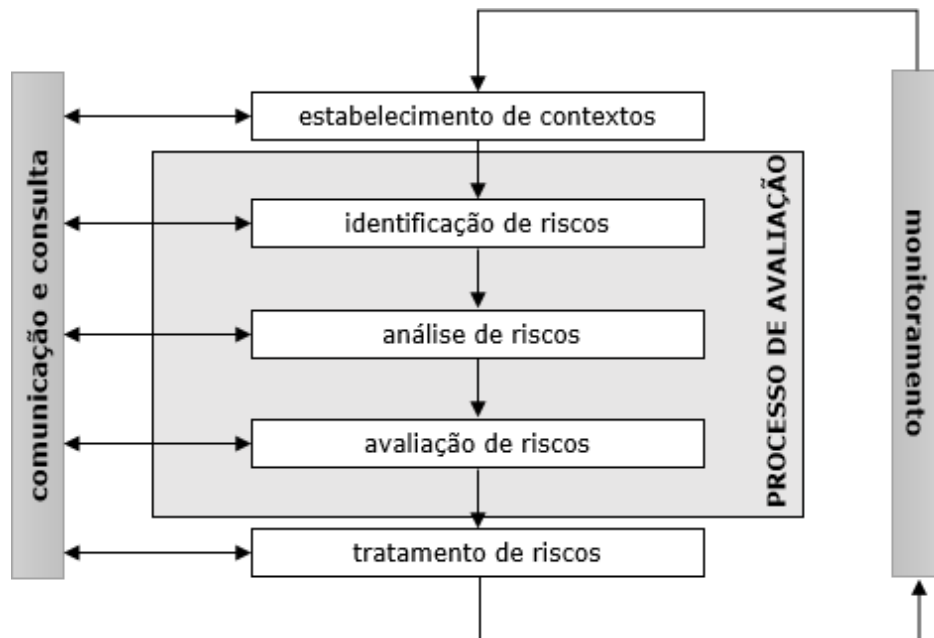 estabelecimento de contextos
identificação de riscos
análise de riscos
avaliação de riscos
tratamento de riscos
comunicação e consulta
PROCESSO DE AVALIAÇÃO
monitoramento